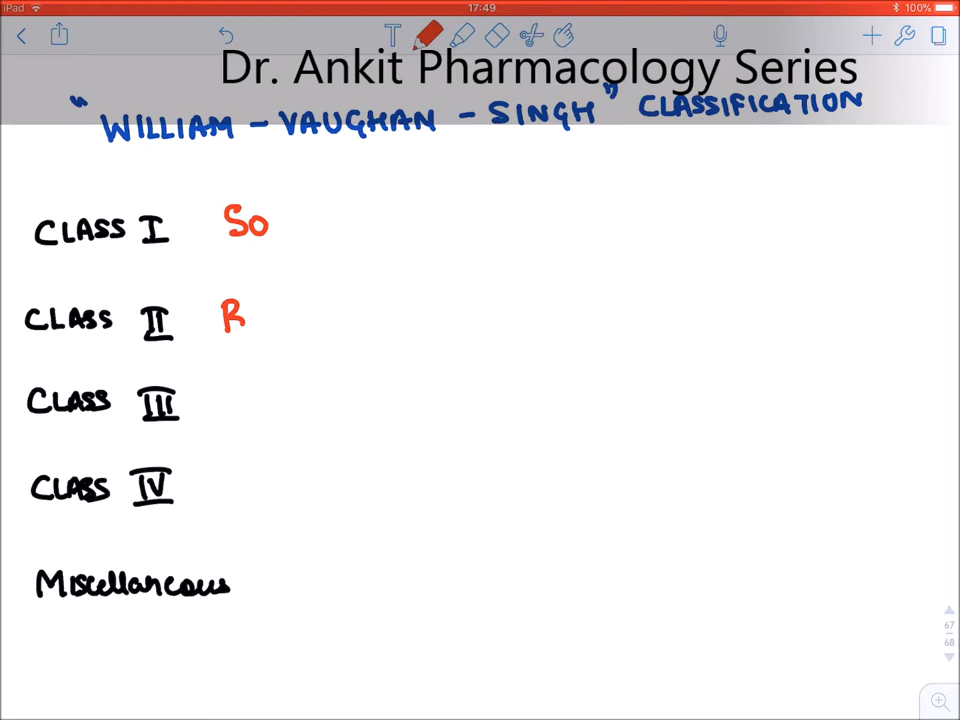 iPad 17:49 100%
Dr. Ankit Pharmacology Series
"WILLIAM - VAUGHAN - SINGH" CLASSIFICATION
CLASS I So
CLASS II R
CLASS III
CLASS IV
Miscellaneous
67
68